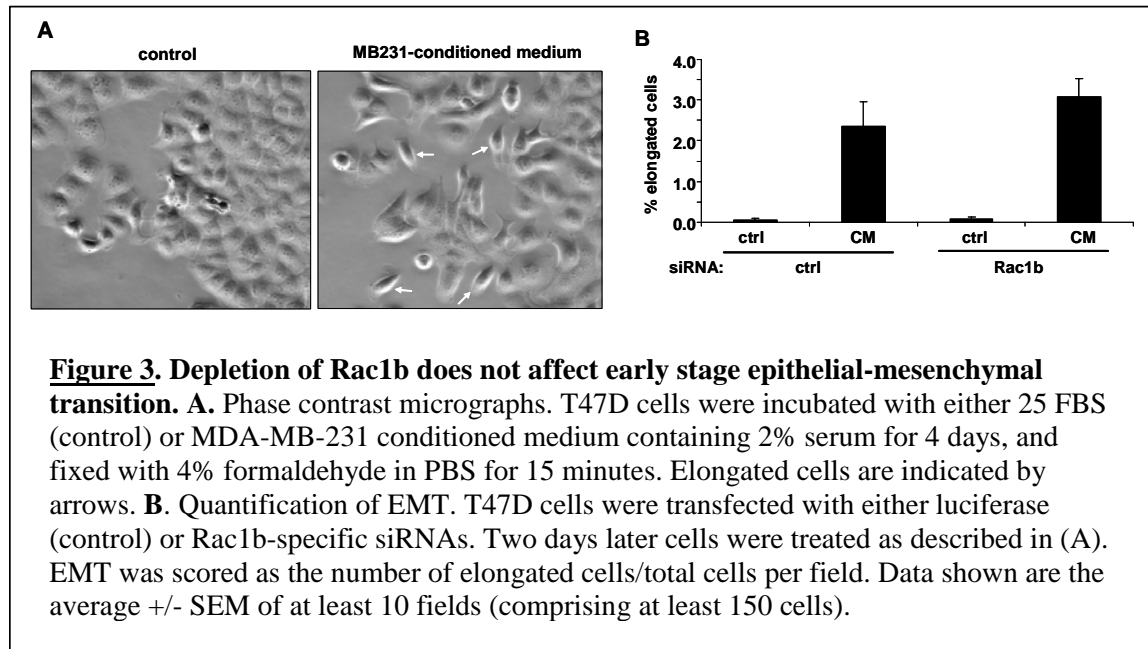 A
control
MB231-conditioned medium
B
4.0
3.0
2.0
1.0
0.0
% elongated cells
ctrl
CM
ctrl
CM
siRNA:
ctrl
Rac1b
Figure 3. Depletion of Rac1b does not affect early stage epithelial-mesenchymal
transition. A. Phase contrast micrographs. T47D cells were incubated with either 25 FBS
(control) or MDA-MB-231 conditioned medium containing 2% serum for 4 days, and
fixed with 4% formaldehyde in PBS for 15 minutes. Elongated cells are indicated by
arrows. B. Quantification of EMT. T47D cells were transfected with either luciferase
(control) or Rac1b-specific siRNAs. Two days later cells were treated as described in (A).
EMT was scored as the number of elongated cells/total cells per field. Data shown are the
average +/- SEM of at least 10 fields (comprising at least 150 cells).